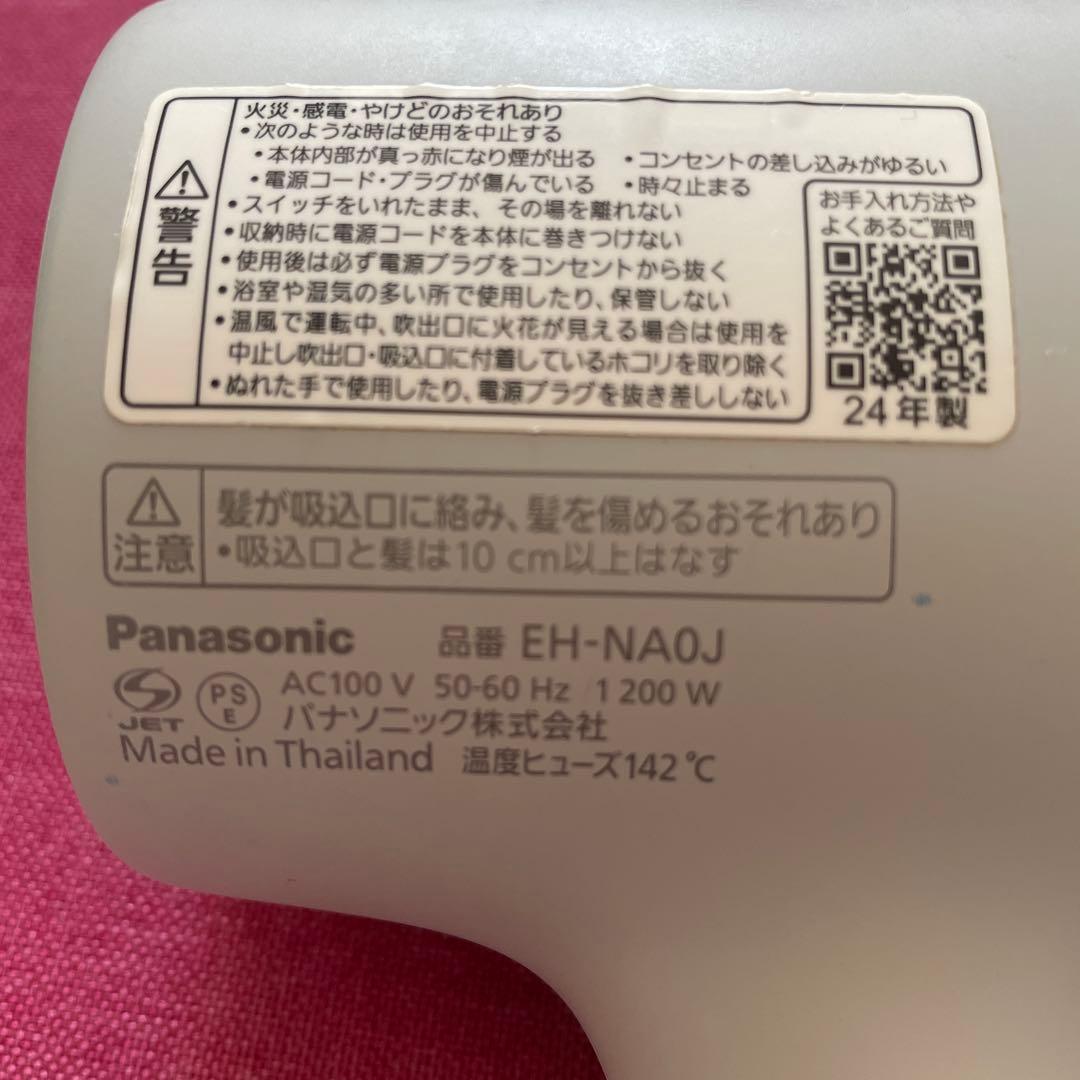 警告
火災・感電・やけどのおそれあり
•次のような時は使用を中止する
•本体内部が真っ赤になり煙が出る •コンセントの差し込みがゆるい
•電源コード・プラグが傷んでいる •時々止まる
•スイッチをいれたまま、その場を離れない
•収納時に電源コードを本体に巻きつけない
•使用後は必ず電源プラグをコンセントから抜く
•浴室や湿気の多い所で使用したり、保管しない
•温風で運転中、吹出口に火花が見える場合は使用を
中止し吹出口・吸込口に付着しているホコリを取り除く
•ぬれた手で使用したり、電源プラグを抜き差ししない
お手入れ方法や
よくあるご質問
24年製
注意
髪が吸込口に絡み、髪を傷めるおそれあり
•吸込口と髪は10 cm以上はなす
Panasonic 品番 EH-NA0J
JET PS E AC100 V 50-60 Hz 1 200 W
パナソニック株式会社
Made in Thailand 温度ヒューズ142 ℃